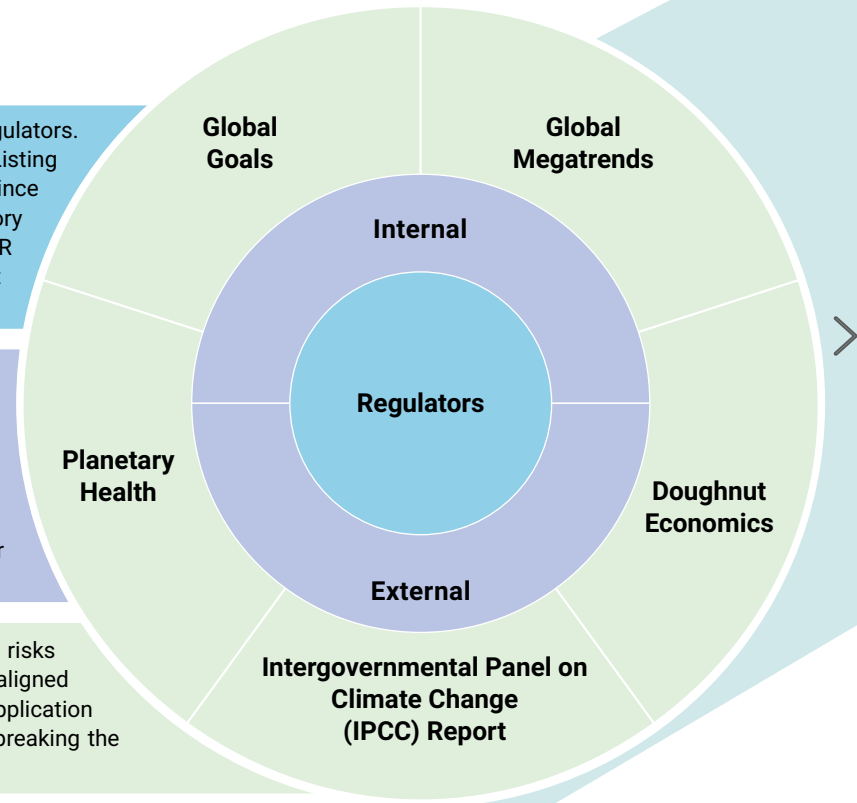 gulators.
isting
ince
ory
R
r
risks
aligned
pplication
breaking the
Global
Goals
Global
Megatrends
Internal
Regulators
Planetary
Health
Doughnut
Economics
External
Intergovernmental Panel on
Climate Change
(IPCC) Report